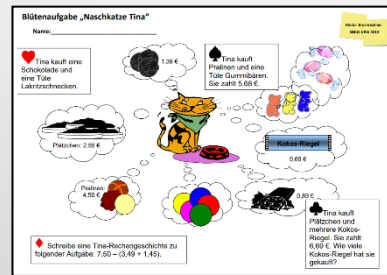 Blütenaufgabe „Naschkatze Tina“
Name:
Tina kauft eine
Schokolade und
eine Tüte
Lakritzschnecken.
1,39 €
Tina kauft
Pralinen und eine
Tüte Gummibären.
Sie zahlt 5,68 €.
Plätzchen: 2,55 €
Kokos-Riegel
0,69 €
Pralinen:
4,50 €
0,89 €
Schreibe eine Tina-Rechengeschichte zu
folgender Aufgabe: 7,50 – (3,49 + 1,45).
Tina kauft
Plätzchen und
mehrere Kokos-
Riegel. Sie zahlt
6,69 €. Wie viele
Kokos-Riegel hat sie
gekauft?